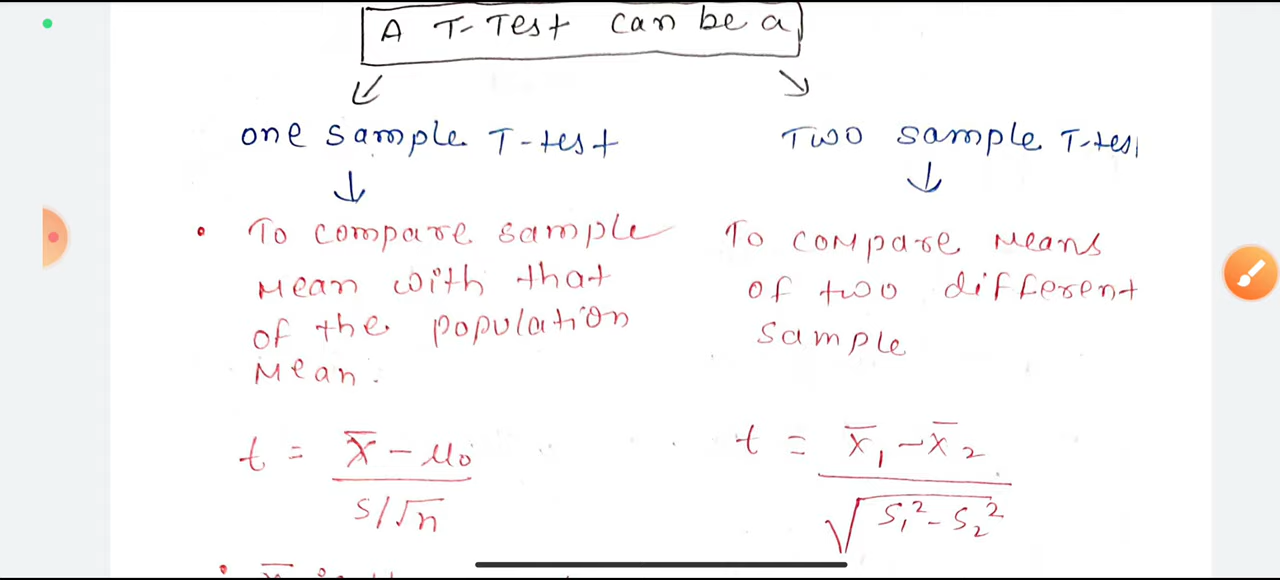 A T-Test can be a
one sample T-test
Two sample T-tes
• To compare sample
Mean with that
of the population
Mean.
To compare Means
of two different
sample
t = x̄ - μ₀ / s/√n
t = x̄₁ - x̄₂ / √s₁² - s₂²